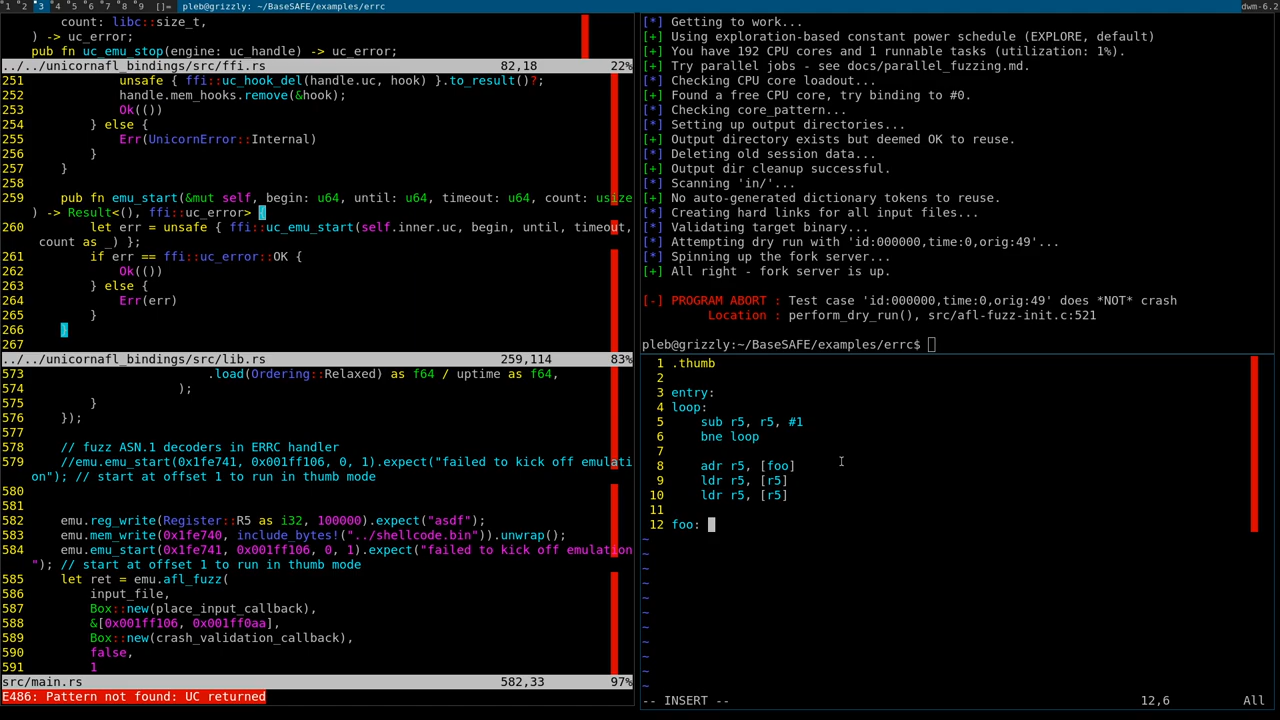 1 2 3 4 5 6 7 8 9 []= pleb@grizzly: ~/BaseSAFE/examples/errc dwm-6.2
count: libc::size_t,
) -> uc_error;
pub fn uc_emu_stop(engine: uc_handle) -> uc_error;
../../unicornafl_bindings/src/ffi.rs 82,18 22%
251 unsafe { ffi::uc_hook_del(handle.uc, hook) }.to_result()?;
252 handle.mem_hooks.remove(&hook);
253 Ok(())
254 } else {
255 Err(UnicornError::Internal)
256 }
257 }
258
259 pub fn emu_start(&mut self, begin: u64, until: u64, timeout: u64, count: usize
) -> Result<(), ffi::uc_error> {
260 let err = unsafe { ffi::uc_emu_start(self.inner.uc, begin, until, timeout,
count as _) };
261 if err == ffi::uc_error::OK {
262 Ok(())
263 } else {
264 Err(err)
265 }
266 }
267
../../unicornafl_bindings/src/lib.rs 259,114 83%
573 .load(Ordering::Relaxed) as f64 / uptime as f64,
574 );
575 }
576 });
577
578 // fuzz ASN.1 decoders in ERRC handler
579 //emu.emu_start(0x1fe741, 0x001ff106, 0, 1).expect("failed to kick off emulati
on"); // start at offset 1 to run in thumb mode
580
581
582 emu.reg_write(Register::R5 as i32, 100000).expect("asdf");
583 emu.mem_write(0x1fe740, include_bytes!("../shellcode.bin")).unwrap();
584 emu.emu_start(0x1fe741, 0x001ff106, 0, 1).expect("failed to kick off emulation
"); // start at offset 1 to run in thumb mode
585 let ret = emu.afl_fuzz(
586 input_file,
587 Box::new(place_input_callback),
588 &[0x001ff106, 0x001ff0aa],
589 Box::new(crash_validation_callback),
590 false,
591 1
src/main.rs 582,33 97%
E486: Pattern not found: UC returned
[*] Getting to work...
[+] Using exploration-based constant power schedule (EXPLORE, default)
[+] You have 192 CPU cores and 1 runnable tasks (utilization: 1%).
[+] Try parallel jobs - see docs/parallel_fuzzing.md.
[*] Checking CPU core loadout...
[+] Found a free CPU core, try binding to #0.
[*] Checking core_pattern...
[*] Setting up output directories...
[+] Output directory exists but deemed OK to reuse.
[*] Deleting old session data...
[+] Output dir cleanup successful.
[*] Scanning 'in/'...
[+] No auto-generated dictionary tokens to reuse.
[*] Creating hard links for all input files...
[*] Validating target binary...
[*] Attempting dry run with 'id:000000,time:0,orig:49'...
[*] Spinning up the fork server...
[+] All right - fork server is up.
[-] PROGRAM ABORT : Test case 'id:000000,time:0,orig:49' does *NOT* crash
Location : perform_dry_run(), src/afl-fuzz-init.c:521
pleb@grizzly:~/BaseSAFE/examples/errc$
1 .thumb
2
3 entry:
4 loop:
5 sub r5, r5, #1
6 bne loop
7
8 adr r5, [foo]
9 ldr r5, [r5]
10 ldr r5, [r5]
11
12 foo:
~
~
~
~
~
~
~
~
~
~
~
-- INSERT -- 12,6 All